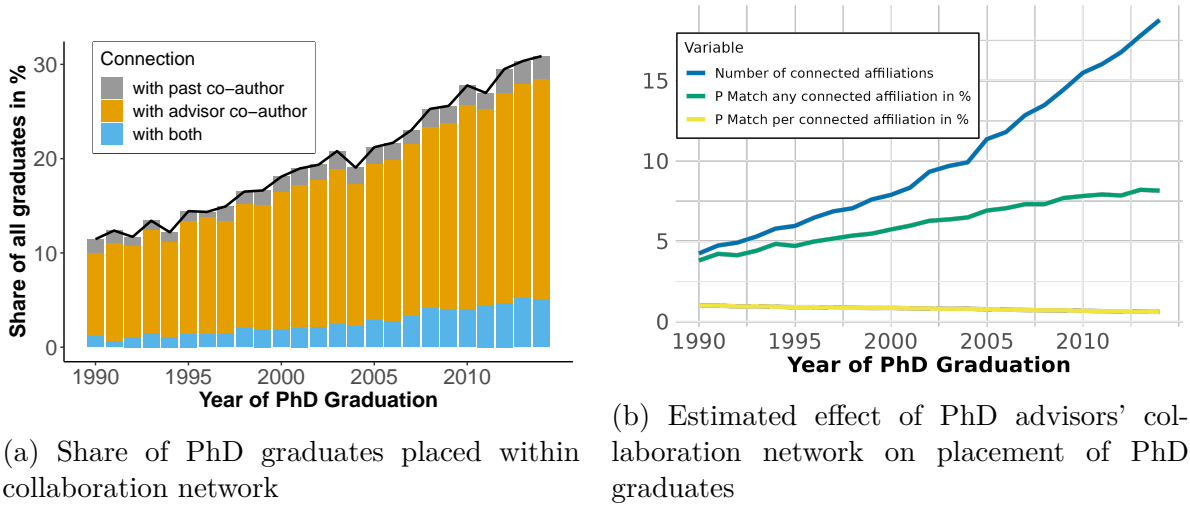 Share of all graduates in %
30
20
10
0
Connection
with past co−author
with advisor co−author
with both
1990 1995 2000 2005 2010
Year of PhD Graduation
(a) Share of PhD graduates placed within
collaboration network
15
10
5
0
Variable
Number of connected affiliations
P Match any connected affiliation in %
P Match per connected affiliation in %
1990 1995 2000 2005 2010
Year of PhD Graduation
(b) Estimated effect of PhD advisors’ col-
laboration network on placement of PhD
graduates